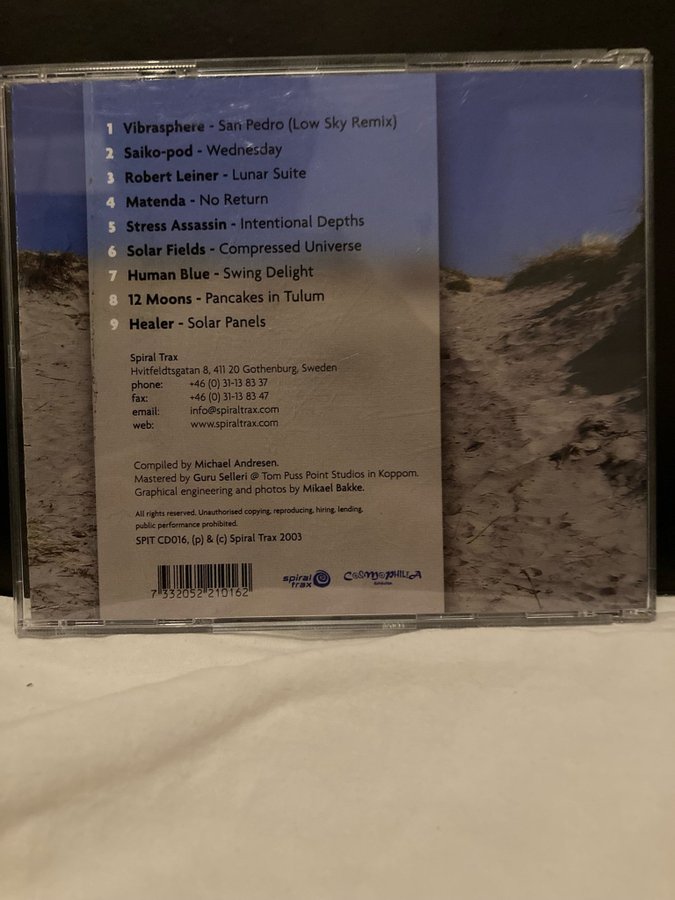 1 Vibrasphere - San Pedro (Low Sky Remix)
2 Saiko-pod - Wednesday
3 Robert Leiner - Lunar Suite
4 Matenda - No Return
5 Stress Assassin - Intentional Depths
6 Solar Fields - Compressed Universe
7 Human Blue - Swing Delight
8 12 Moons - Pancakes in Tulum
9 Healer - Solar Panels
Spiral Trax
Hvitfeldtsgatan 8, 411 20 Gothenburg, Sweden
phone: +46 (0) 31-13 83 37
fax: +46 (0) 31-13 83 47
email: info@spiraltrax.com
web: www.spiraltrax.com
Compiled by Michael Andresen.
Mastered by Guru Selleri @ Tom Puss Point Studios in Koppom.
Graphical engineering and photos by Mikael Bakke.
All rights reserved. Unauthorised copying, reproducing, hiring, lending,
public performance prohibited.
SPIT CD016, (p) & (c) Spiral Trax 2003
7 332052 210162
spiral trax
COSMOPHILIA